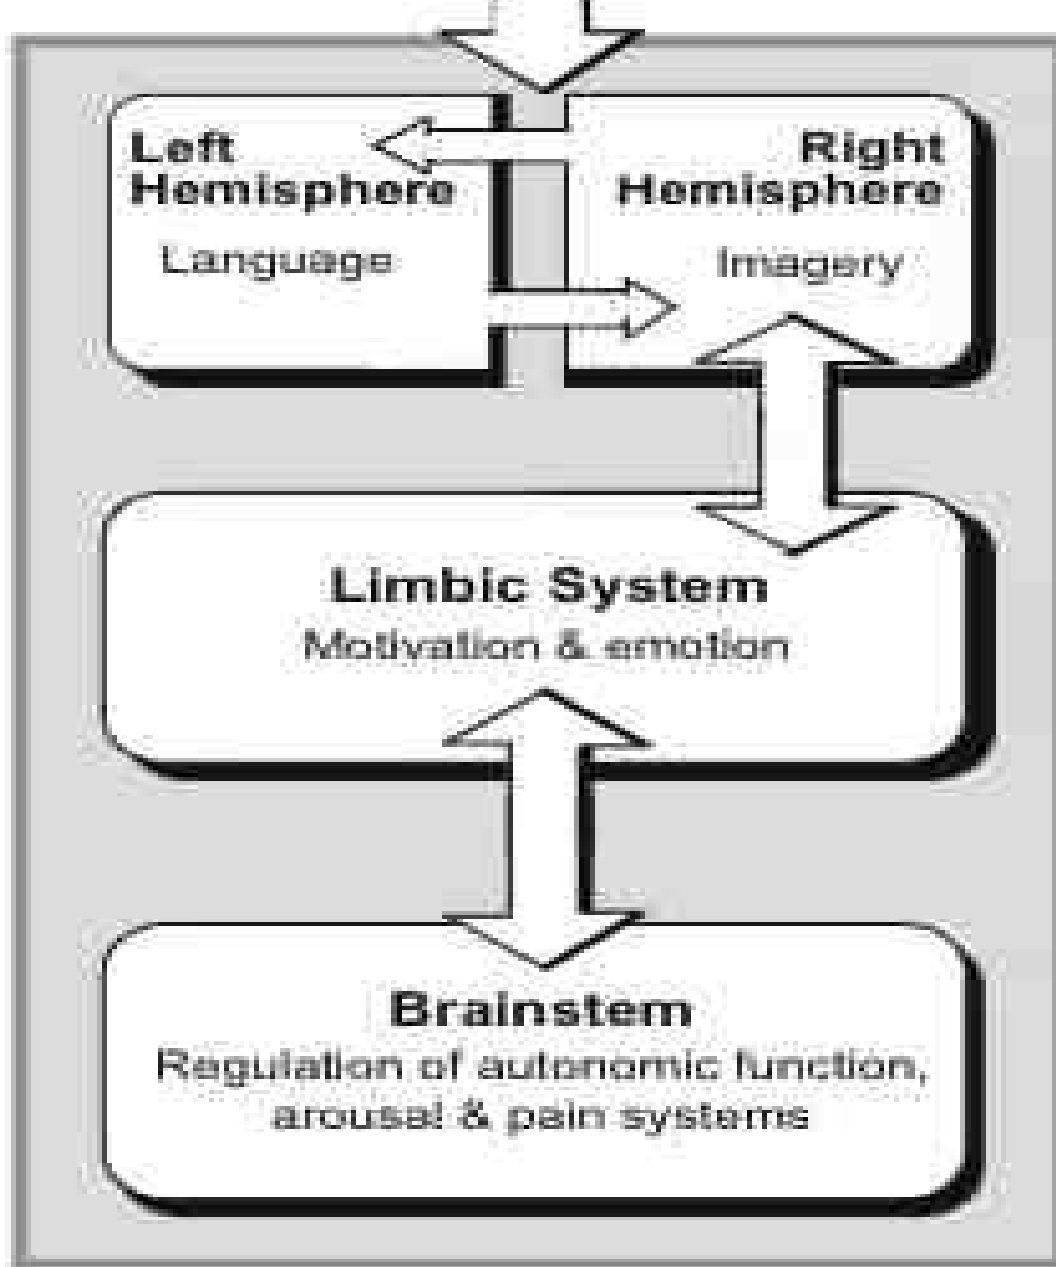 Left
Hemisphere
Language
Right
Hemisphere
Imagery
Limbic System
Motivation & emotion
Brainstem
Regulation of autonomic function,
arousal & pain systems